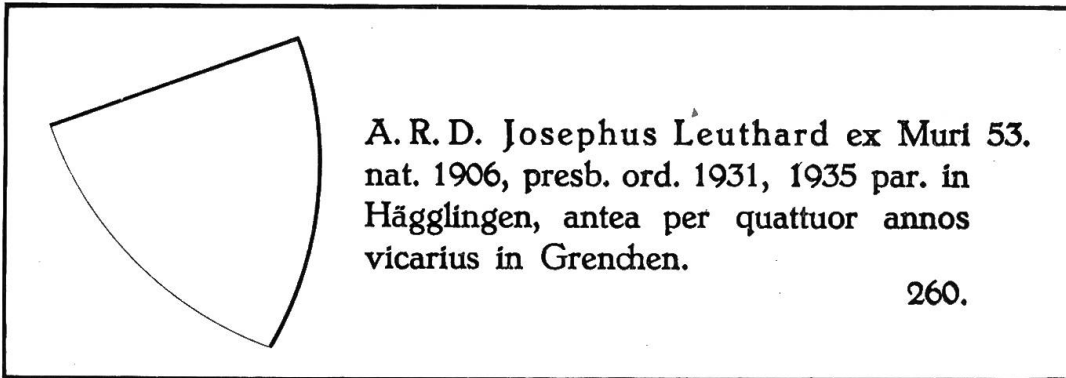 A. R. D. Josephus Leuthard ex Muri 53.
nat. 1906, presb. ord. 1931, 1935 par. in
Hägglingen, antea per quattuor annos
vicarius in Grenchen.
260.